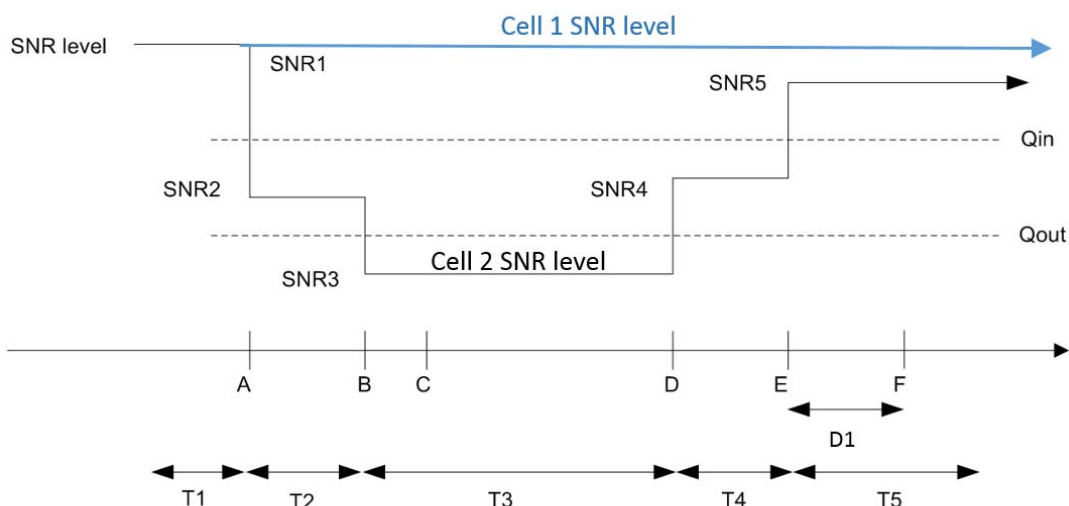 Cell 1 SNR level
SNR level
SNR1
SNR5
Qin
SNR2
SNR4
Qout
Cell 2 SNR level
SNR3
A B C D E F
D1
T1 T2 T3 T4 T5